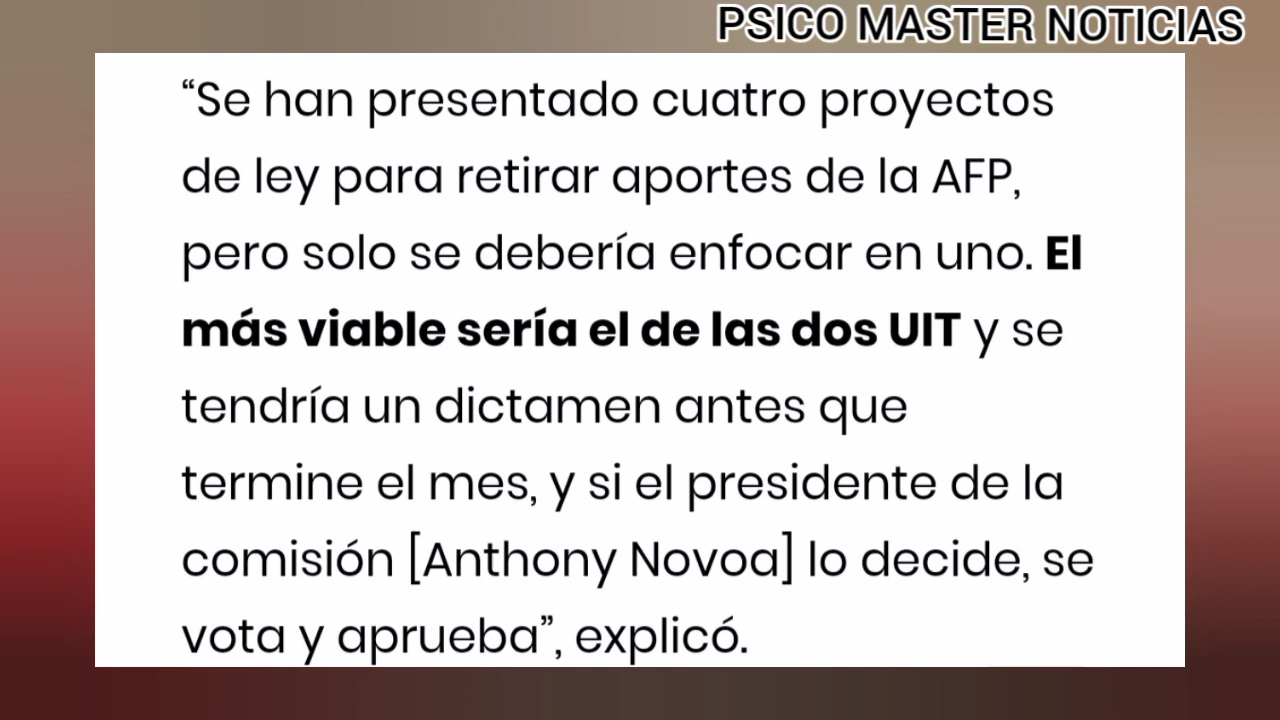 PSICO MASTER NOTICIAS
“Se han presentado cuatro proyectos
de ley para retirar aportes de la AFP,
pero solo se debería enfocar en uno. El
más viable sería el de las dos UIT y se
tendría un dictamen antes que
termine el mes, y si el presidente de la
comisión [Anthony Novoa] lo decide, se
vota y aprueba”, explicó.